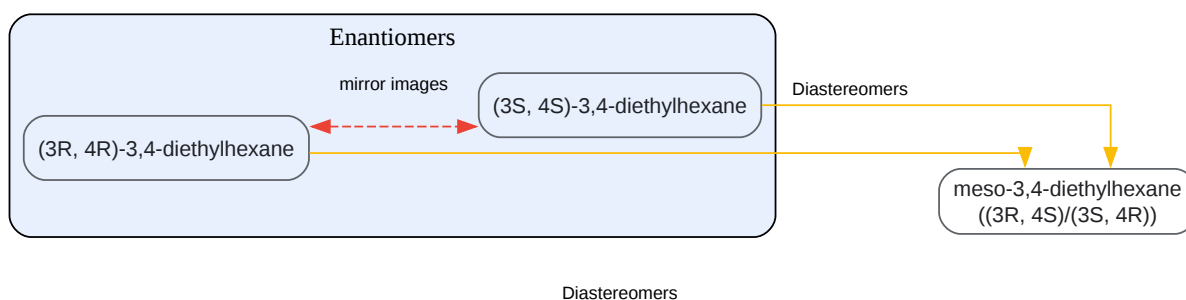 Enantiomers
mirror images
(3S, 4S)-3,4-diethylhexane
Diastereomers
(3R, 4R)-3,4-diethylhexane
meso-3,4-diethylhexane
((3R, 4S)/(3S, 4R))
Diastereomers